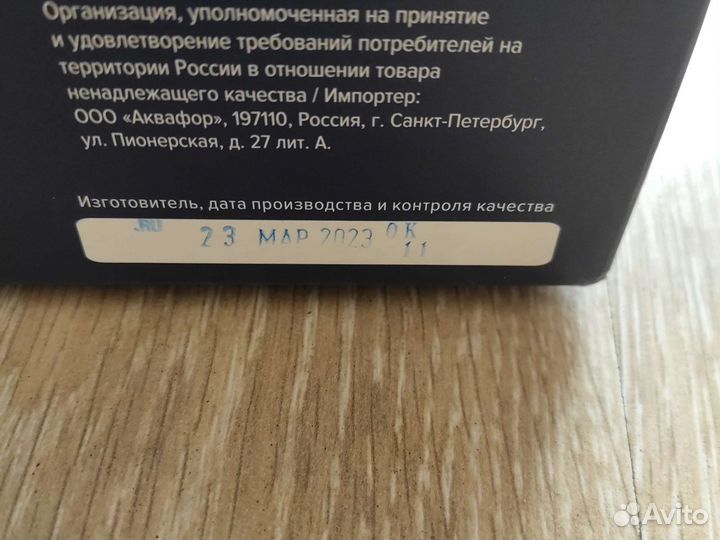 Организация, уполномоченная на принятие
и удовлетворение требований потребителей на
территории России в отношении товара
ненадлежащего качества / Импортер:
ООО «Аквафор», 197110, Россия, г. Санкт-Петербург,
ул. Пионерская, д. 27 лит. А.
Изготовитель, дата производства и контроля качества
.RU 23 МАР 2023 ОК
11
Avito